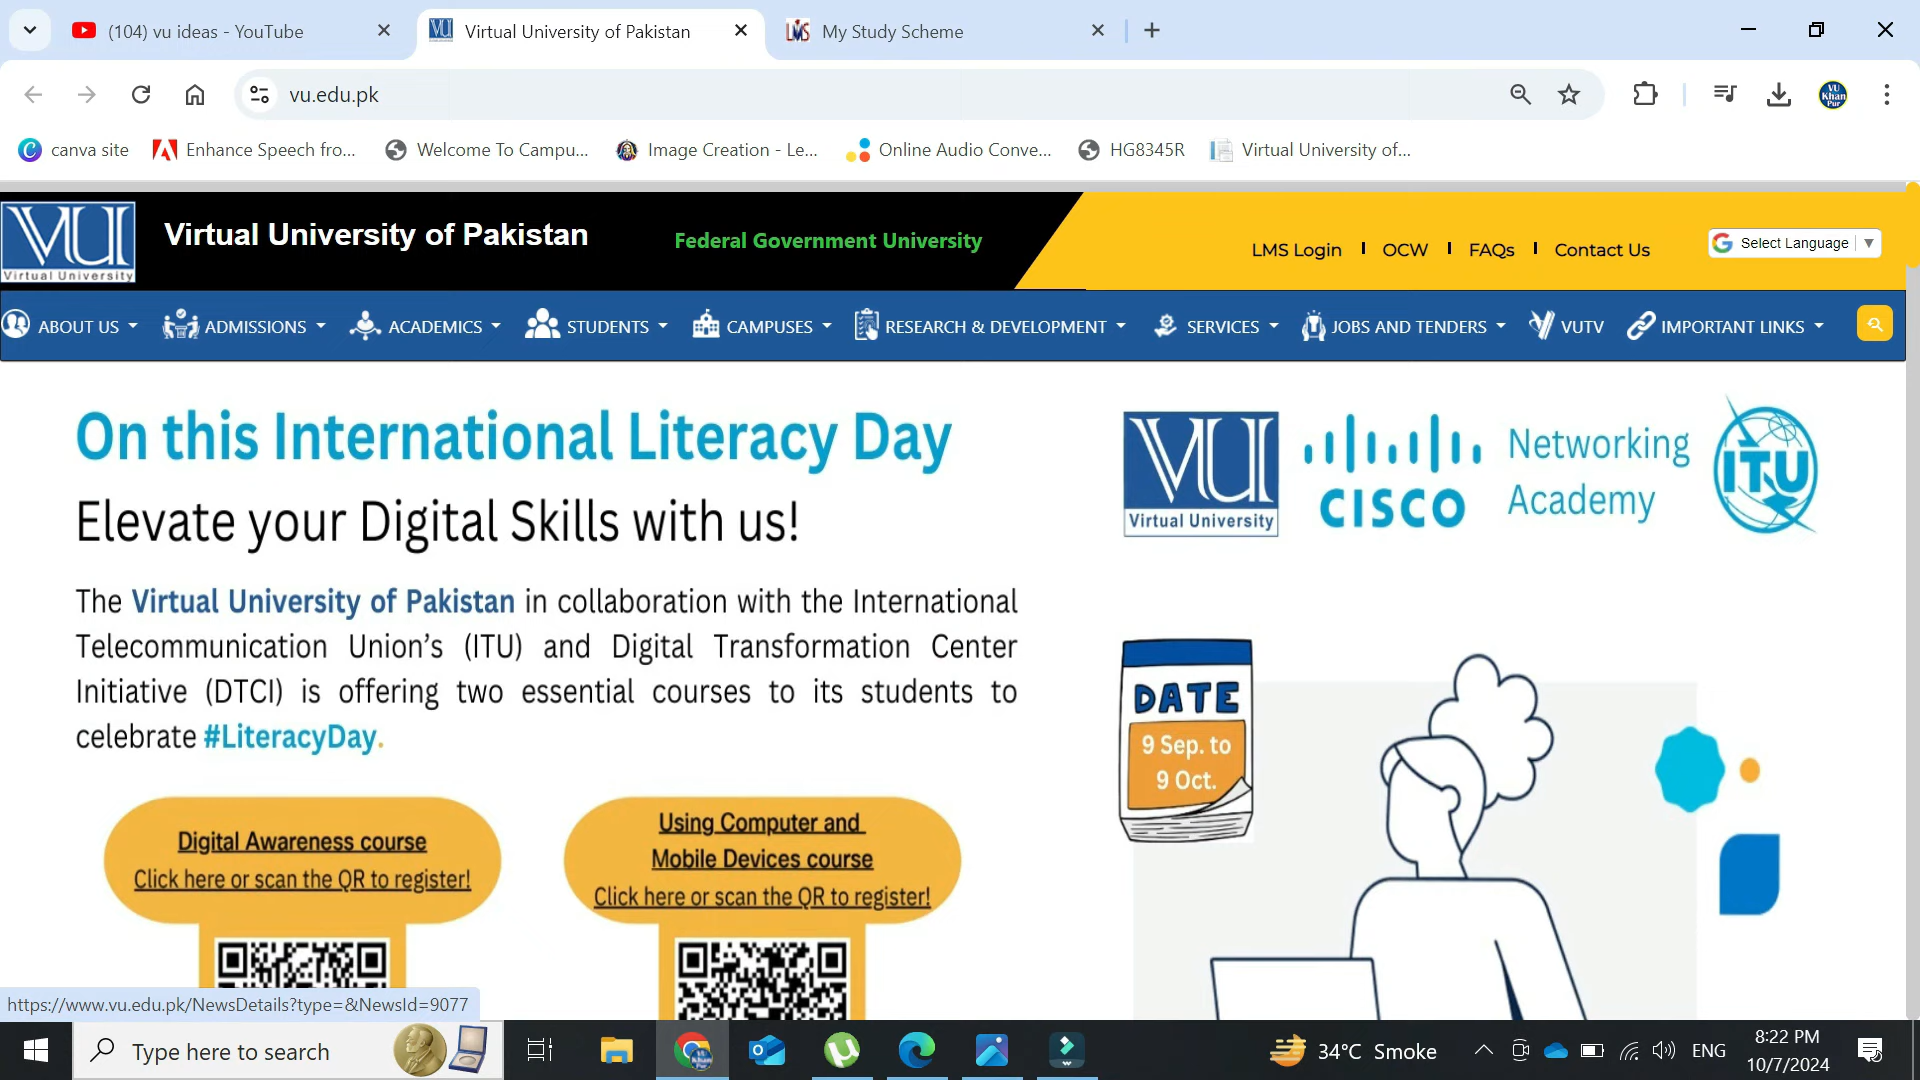 (104) vu ideas - YouTube
Virtual University of Pakistan
My Study Scheme
vu.edu.pk
VU Khan Pur
canva site
Enhance Speech fro...
Welcome To Campu...
Image Creation - Le...
Online Audio Conve...
HG8345R
Virtual University of...
VU
Virtual University
Virtual University of Pakistan
Federal Government University
LMS Login
OCW
FAQs
Contact Us
Select Language
ABOUT US
ADMISSIONS
ACADEMICS
STUDENTS
CAMPUSES
RESEARCH & DEVELOPMENT
SERVICES
JOBS AND TENDERS
VUTV
IMPORTANT LINKS
On this International Literacy Day
Elevate your Digital Skills with us!
The Virtual University of Pakistan in collaboration with the International
Telecommunication Union’s (ITU) and Digital Transformation Center
Initiative (DTCI) is offering two essential courses to its students to
celebrate #LiteracyDay.
VU
Virtual University
CISCO
Networking
Academy
ITU
DATE
9 Sep. to
9 Oct.
Digital Awareness course
Click here or scan the QR to register!
Using Computer and
Mobile Devices course
Click here or scan the QR to register!
https://www.vu.edu.pk/NewsDetails?type=&NewsId=9077
Type here to search
34°C Smoke
ENG
8:22 PM
10/7/2024